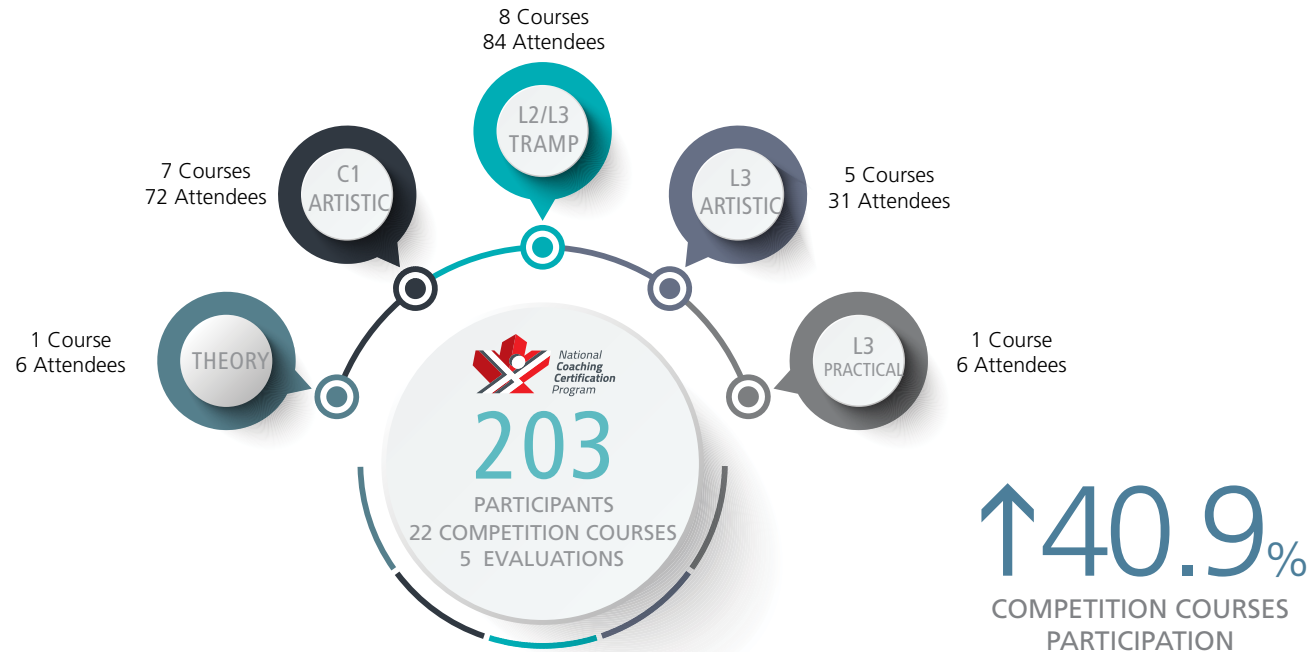 8 Courses
84 Attendees
L2/L3
TRAMP
7 Courses
72 Attendees
C1
ARTISTIC
L3
ARTISTIC
5 Courses
31 Attendees
1 Course
6 Attendees
THEORY
L3
PRACTICAL
1 Course
6 Attendees
National
Coaching
Certification
Program
203
PARTICIPANTS
22 COMPETITION COURSES
5 EVALUATIONS
↑40.9%
COMPETITION COURSES
PARTICIPATION